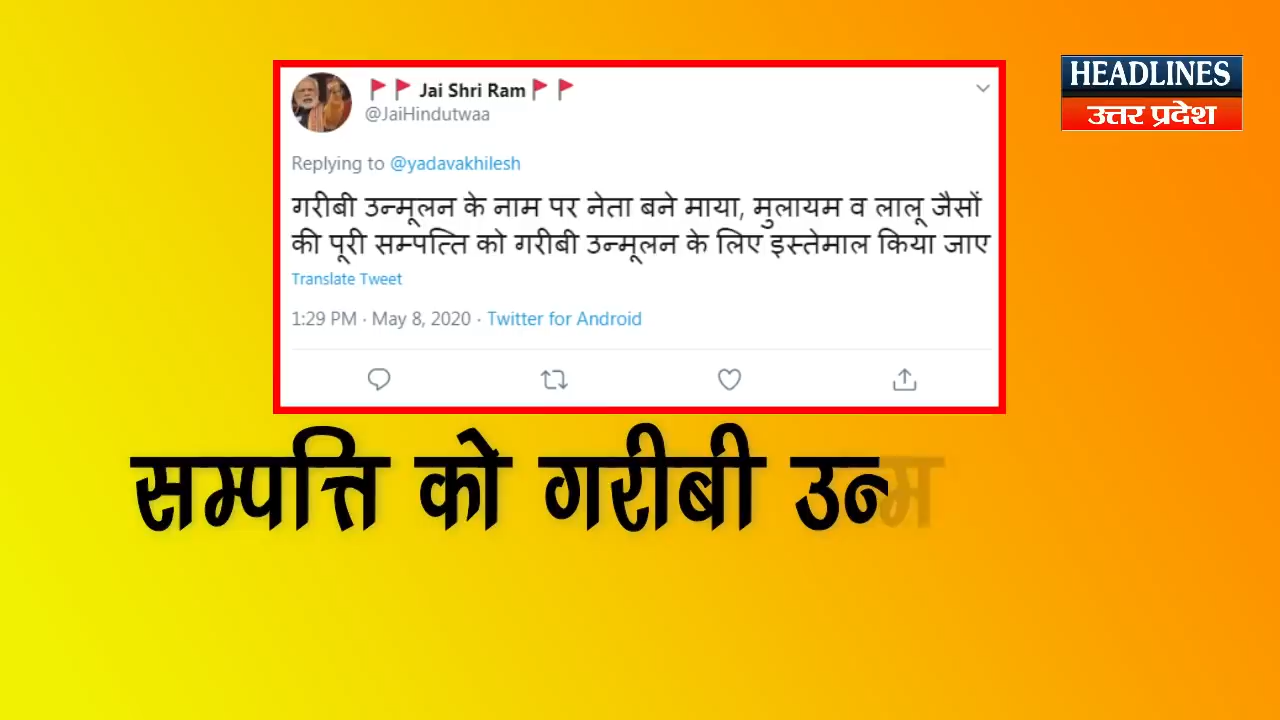 HEADLINES
उत्तर प्रदेश
Jai Shri Ram
@JaiHindutwaa
Replying to @yadavakhilesh
गरीबी उन्मूलन के नाम पर नेता बने माया, मुलायम व लालू जैसों
की पूरी सम्पत्ति को गरीबी उन्मूलन के लिए इस्तेमाल किया जाए
Translate Tweet
1:29 PM · May 8, 2020 · Twitter for Android
सम्पत्ति को गरीबी उन्म